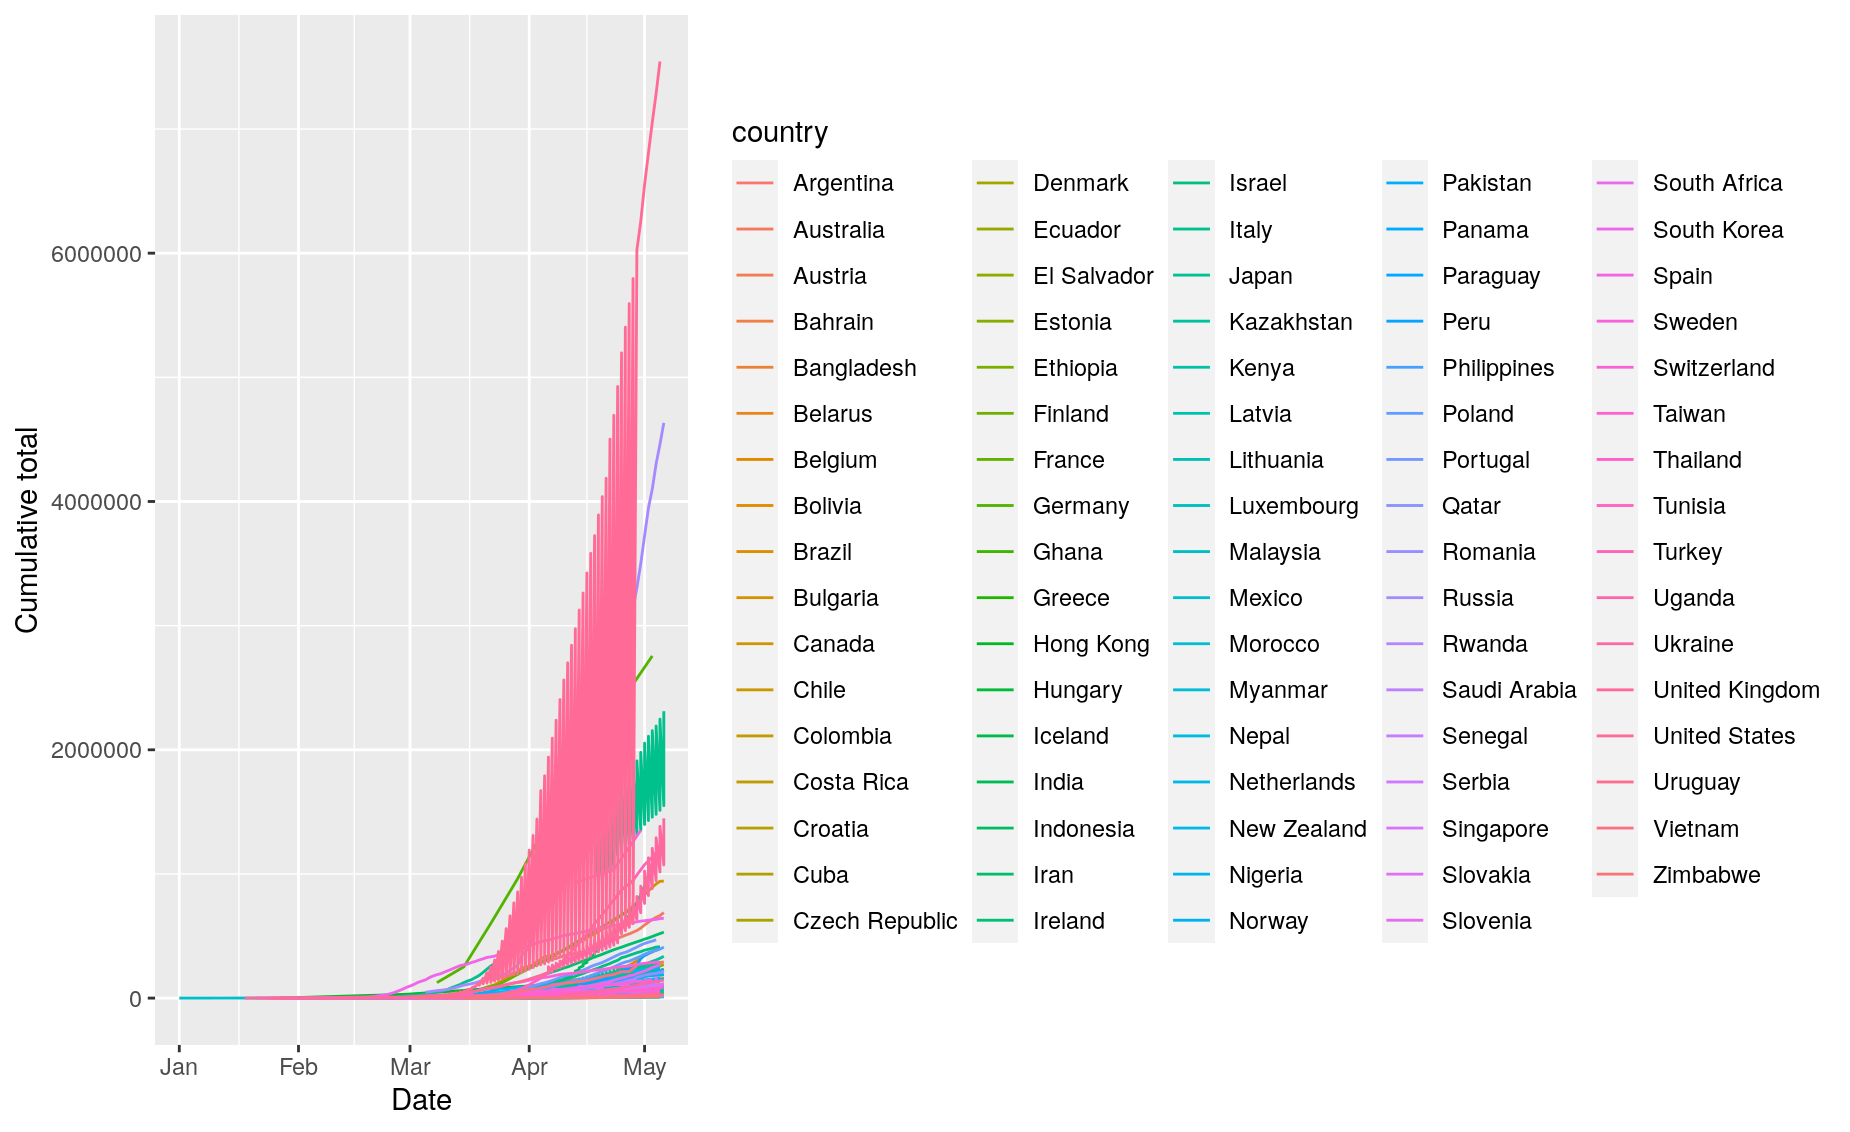 country
Argentina
Australia
Austria
Bahrain
Bangladesh
Belarus
Belgium
Bolivia
Brazil
Bulgaria
Canada
Chile
Colombia
Costa Rica
Croatia
Cuba
Czech Republic
Denmark
Ecuador
El Salvador
Estonia
Ethiopia
Finland
France
Germany
Ghana
Greece
Hong Kong
Hungary
Iceland
India
Indonesia
Iran
Ireland
Israel
Italy
Japan
Kazakhstan
Kenya
Latvia
Lithuania
Luxembourg
Malaysia
Mexico
Morocco
Myanmar
Nepal
Netherlands
New Zealand
Nigeria
Norway
Pakistan
Panama
Paraguay
Peru
Philippines
Poland
Portugal
Qatar
Romania
Russia
Rwanda
Saudi Arabia
Senegal
Serbia
Singapore
Slovakia
Slovenia
South Africa
South Korea
Spain
Sweden
Switzerland
Taiwan
Thailand
Tunisia
Turkey
Uganda
Ukraine
United Kingdom
United States
Uruguay
Vietnam
Zimbabwe
Cumulative total
6000000
4000000
2000000
0
Jan Feb Mar Apr May
Date